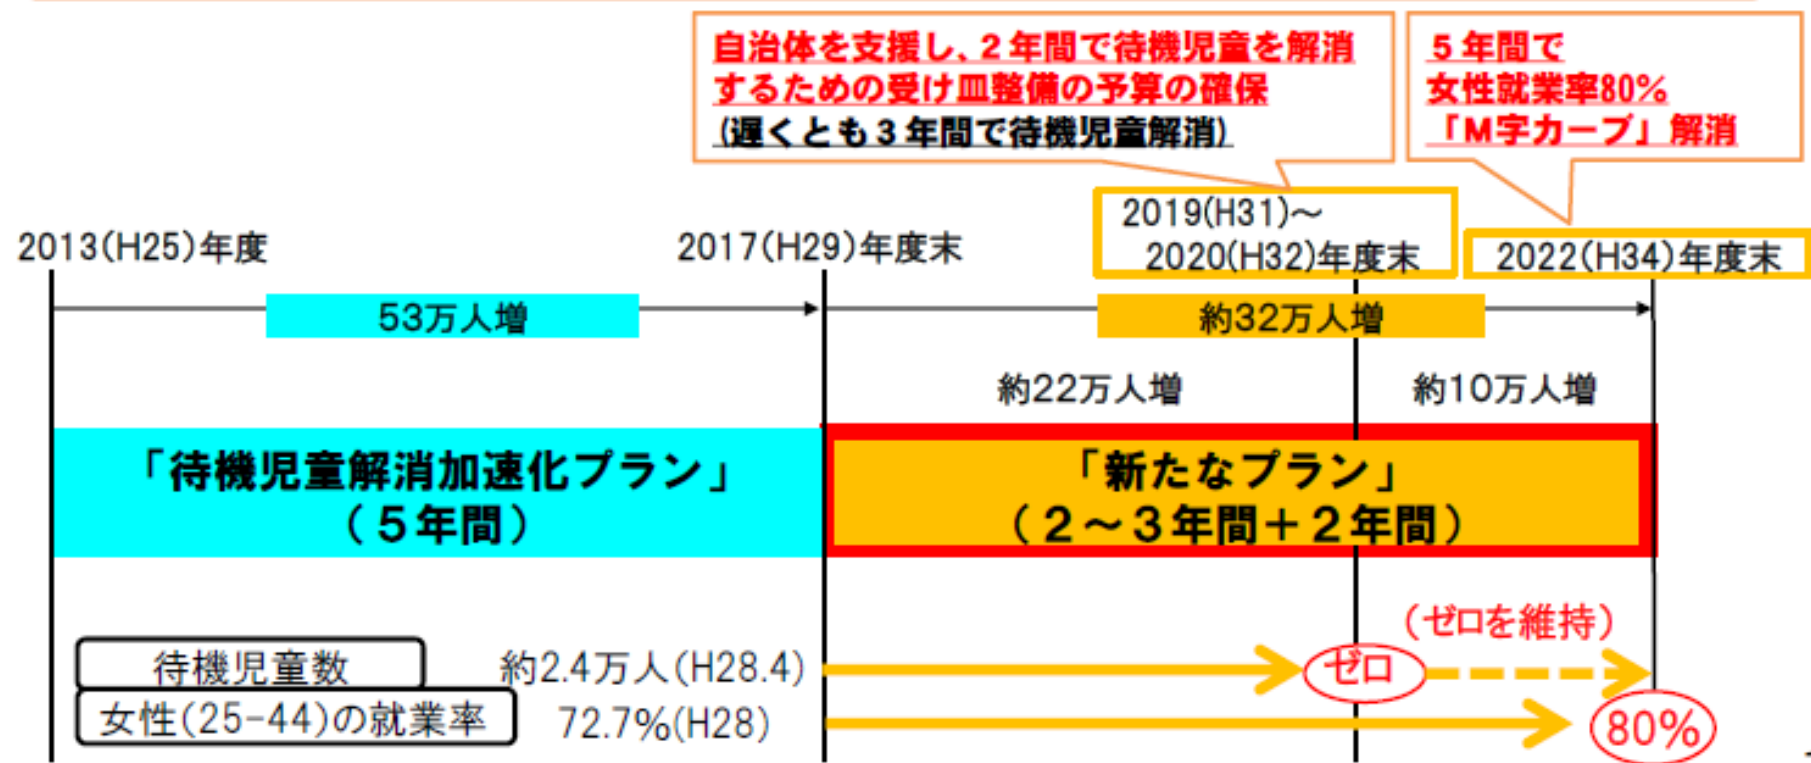 自治体を支援し、２年間で待機児童を解消
するための受け皿整備の予算の確保
(遅くとも３年間で待機児童解消)
５年間で
女性就業率80%
「Ｍ字カーブ」解消
2013(H25)年度
2017(H29)年度末
2019(H31)～
2020(H32)年度末
2022(H34)年度末
53万人増
約32万人増
約22万人増
約10万人増
「待機児童解消加速化プラン」
（５年間）
「新たなプラン」
（２～３年間＋２年間）
（ゼロを維持）
待機児童数
約2.4万人(H28.4)
ゼロ
女性(25-44)の就業率
72.7%(H28)
80%